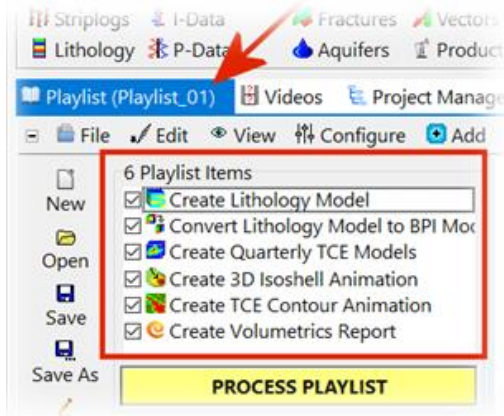 Striplogs I-Data Fractures Vectors
Lithology P-Data Aquifers Product
Playlist (Playlist_01) Videos Project Manage
File Edit View Configure Add
New
Open
Save
Save As
6 Playlist Items
Create Lithology Model
Convert Lithology Model to BPI Moc
Create Quarterly TCE Models
Create 3D Isoshell Animation
Create TCE Contour Animation
Create Volumetrics Report
PROCESS PLAYLIST